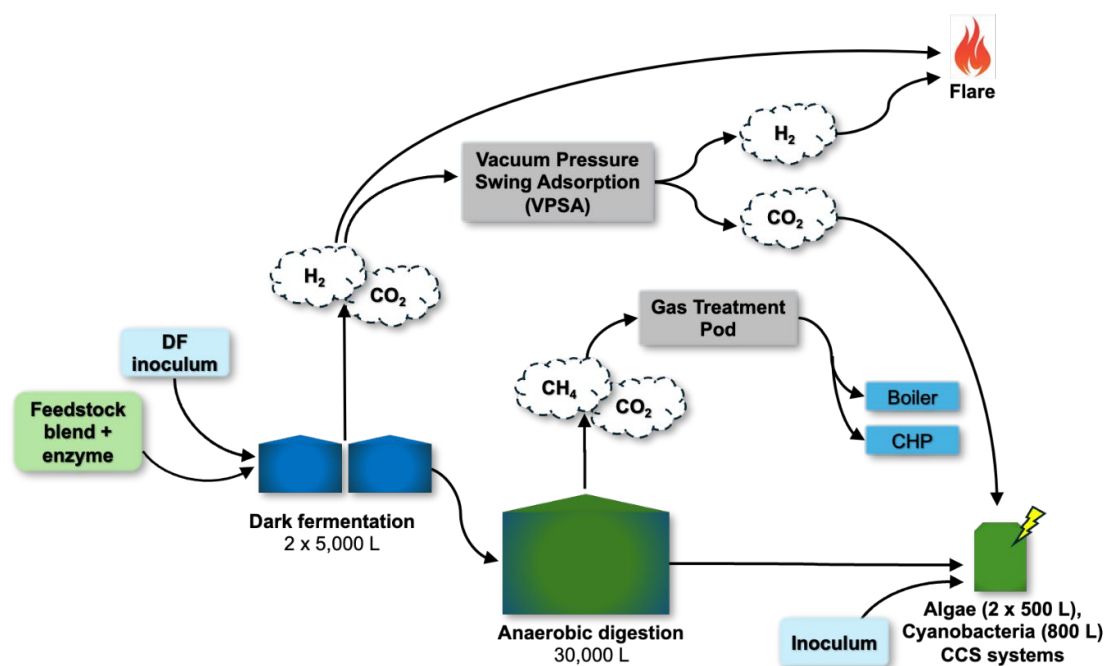 Flare
H₂
Vacuum Pressure
Swing Adsorption
(VPSA)
CO₂
H₂
CO₂
Gas Treatment
Pod
DF
inoculum
CH₄
CO₂
Boiler
Feedstock
blend +
enzyme
CHP
Dark fermentation
2 x 5,000 L
Anaerobic digestion
30,000 L
Inoculum
Algae (2 x 500 L),
Cyanobacteria (800 L)
CCS systems